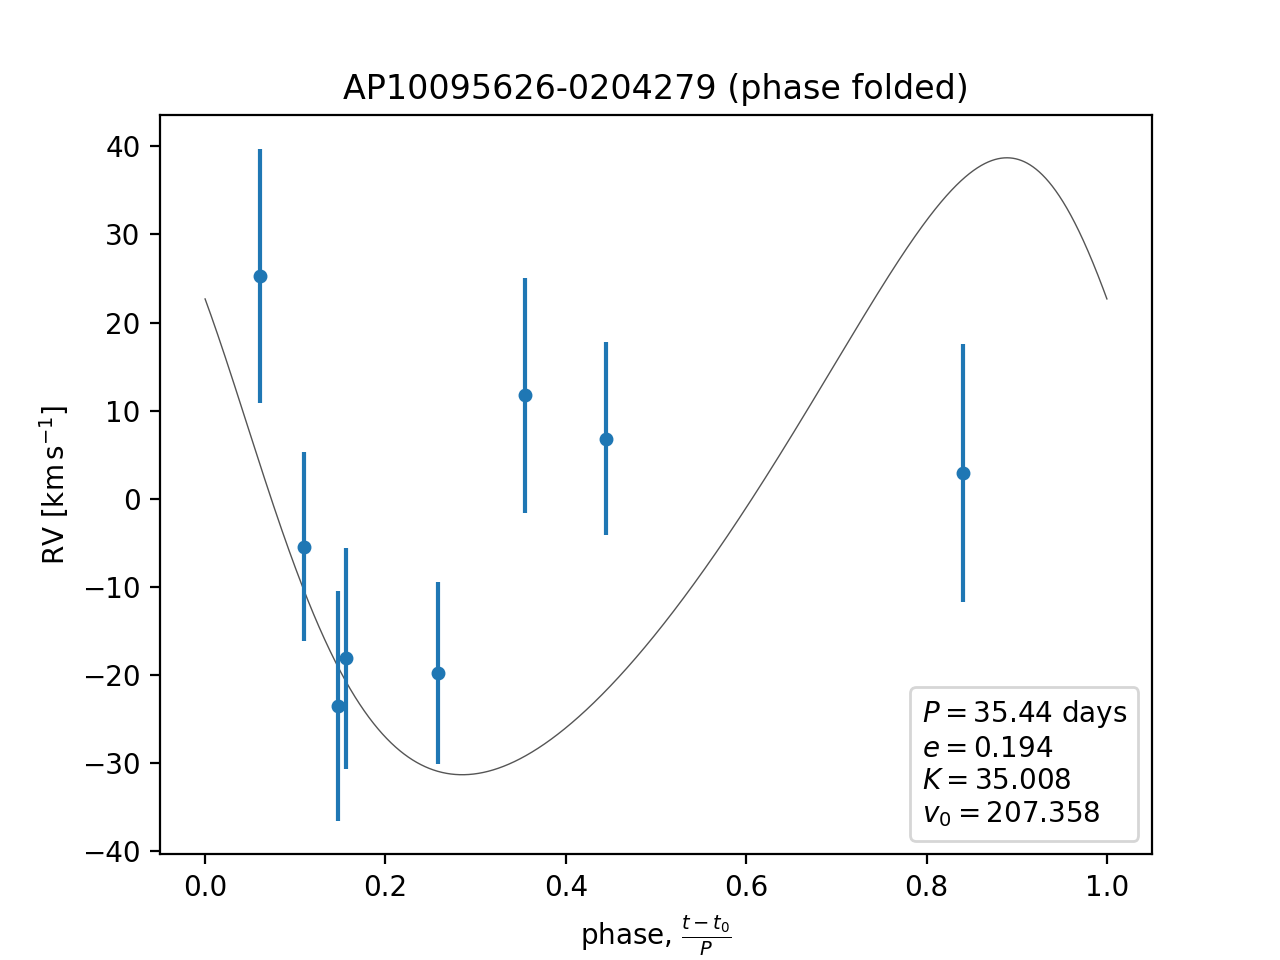 AP10095626-0204279 (phase folded)
40
30
20
10
0
−10
−20
−30
−40
RV [km s⁻¹]
P = 35.44 days
e = 0.194
K = 35.008
v₀ = 207.358
0.0 0.2 0.4 0.6 0.8 1.0
phase, (t − t₀)/P